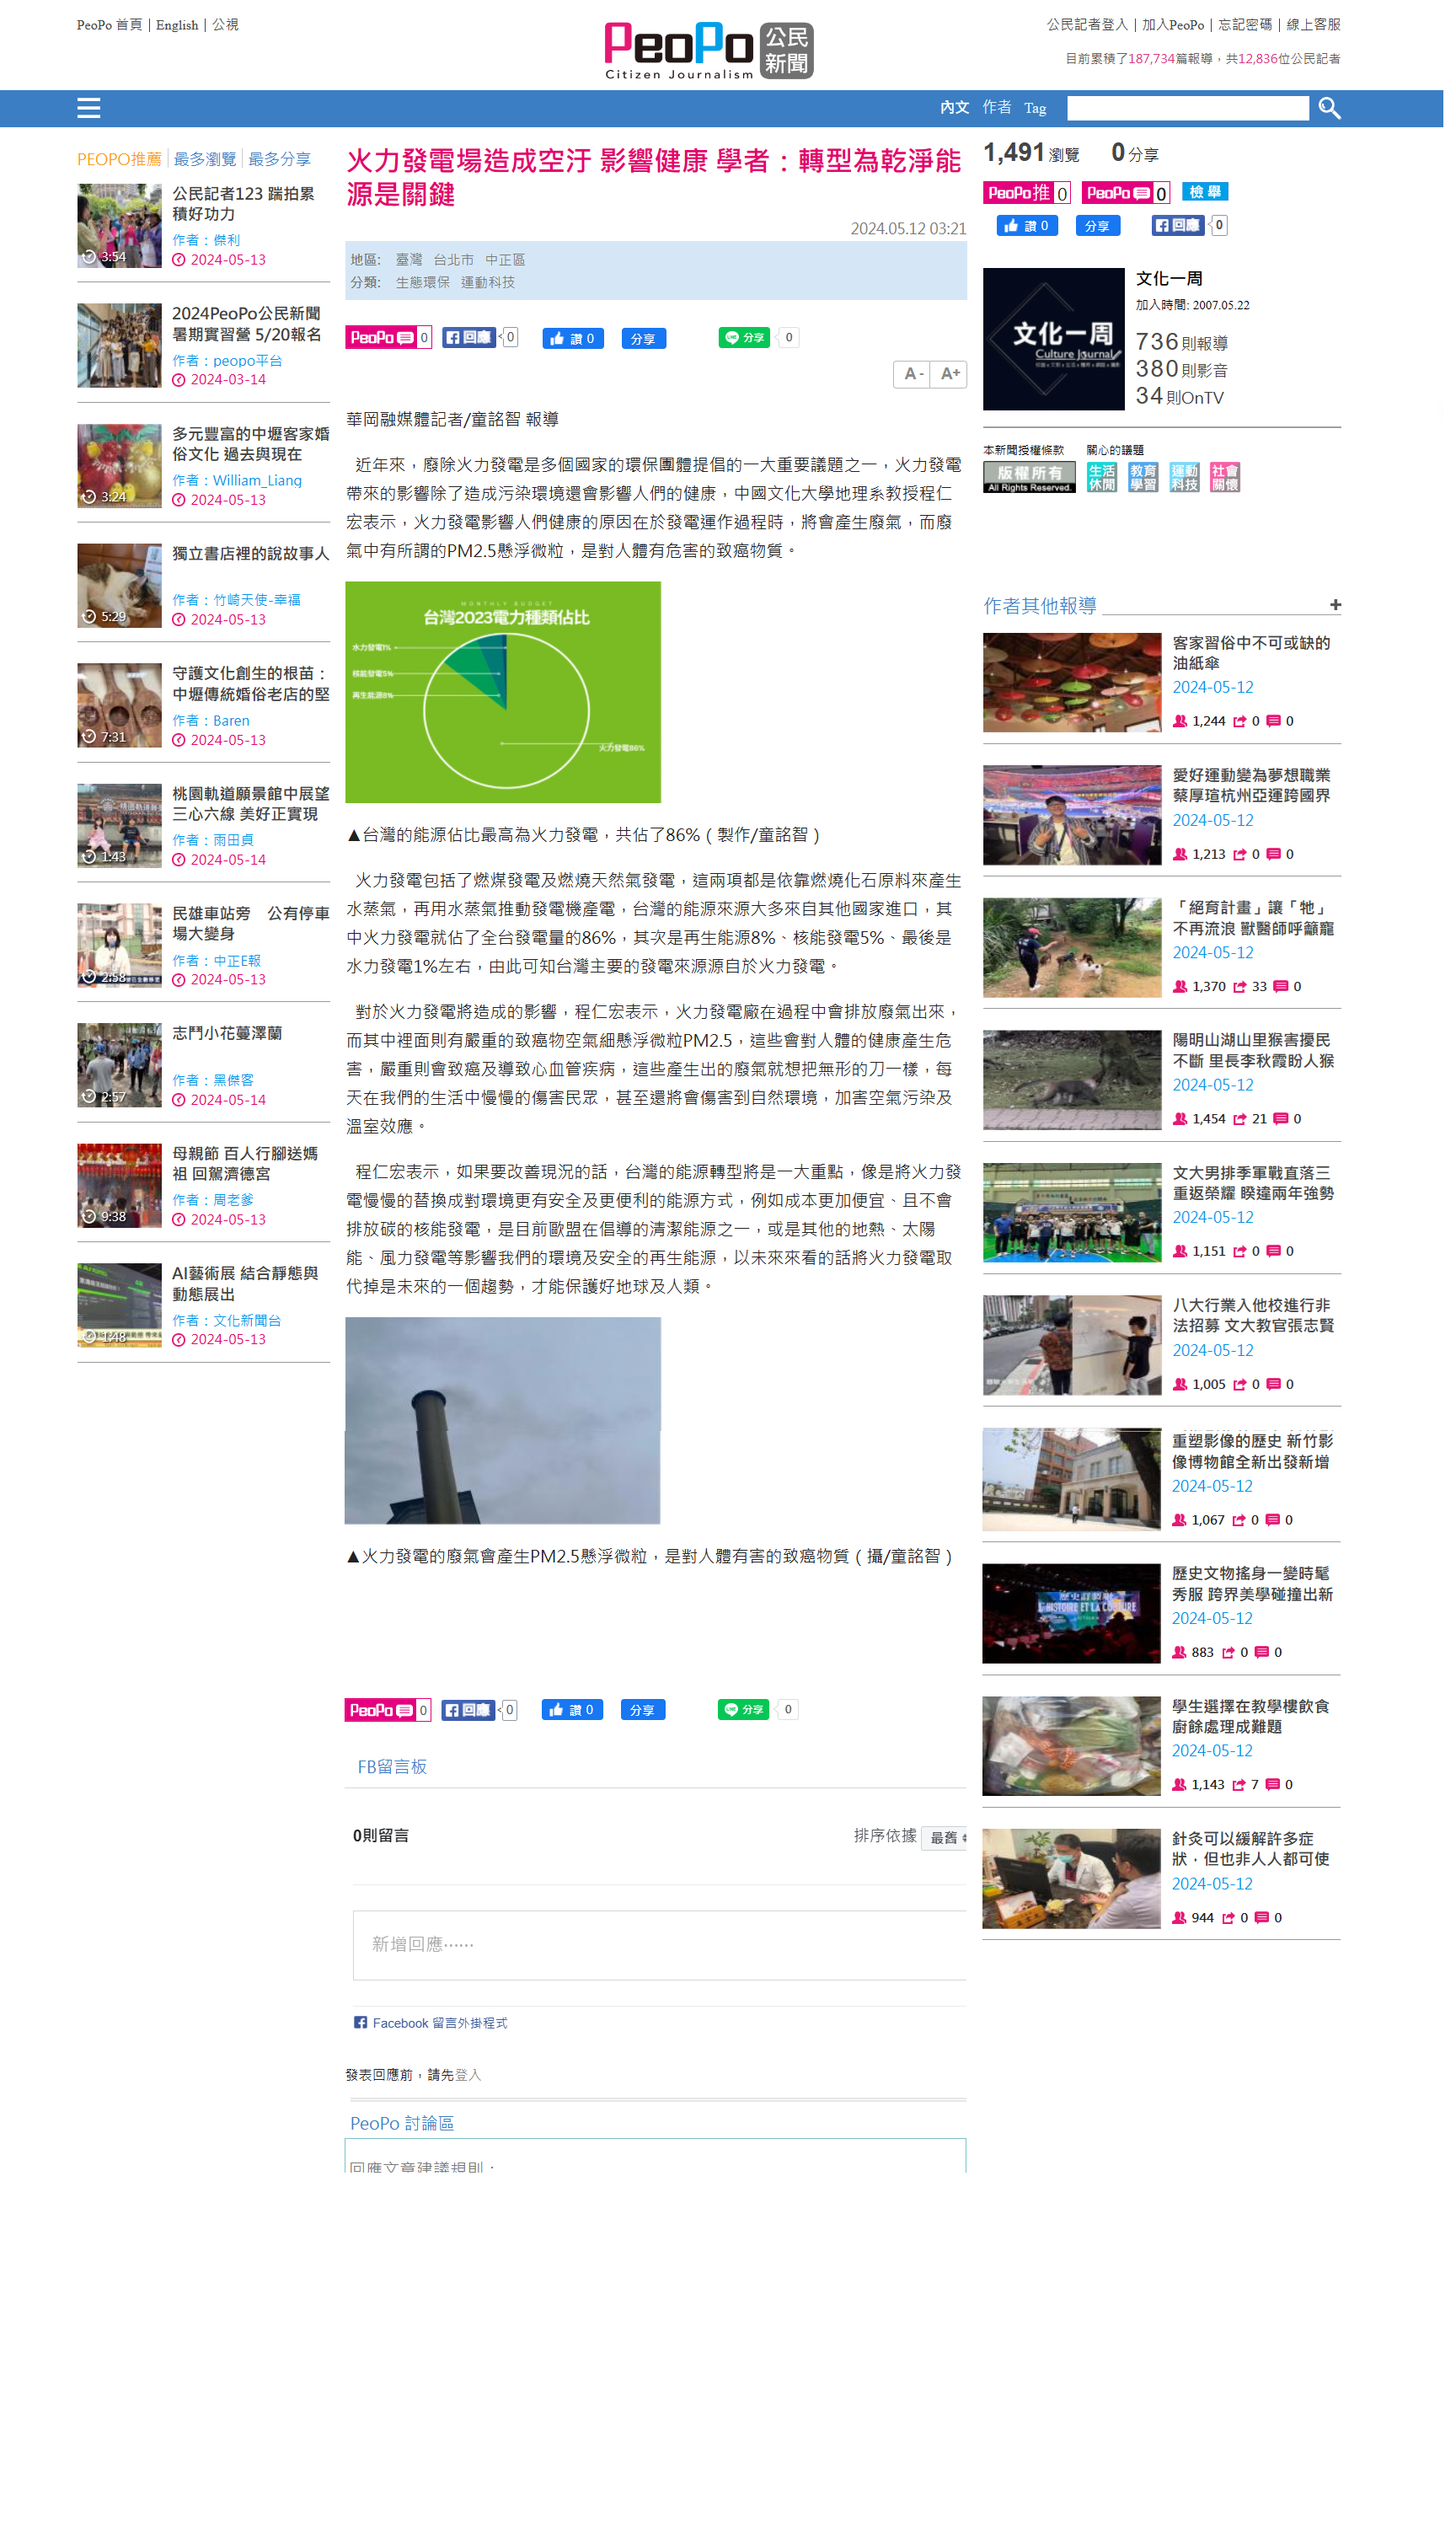 PeoPo 首頁 | English | 公視
PeoPo 公民新聞
Citizen Journalism
公民記者登入 | 加入PeoPo | 忘記密碼 | 線上客服
目前累積了187,734篇報導，共12,836位公民記者
內文 作者 Tag
PEOPO推薦 最多瀏覽 最多分享
公民記者123 踹拍累
積好功力
作者：傑利
2024-05-13
3:54
2024PeoPo公民新聞
暑期實習營 5/20報名
作者：peopo平台
2024-03-14
多元豐富的中壢客家婚
俗文化 過去與現在
作者：William_Liang
2024-05-13
3:24
獨立書店裡的說故事人
作者：竹崎天使-幸福
2024-05-13
5:29
守護文化創生的根苗：
中壢傳統婚俗老店的堅
作者：Baren
2024-05-13
7:31
桃園軌道願景館中展望
三心六線 美好正實現
作者：雨田貞
2024-05-14
1:43
民雄車站旁　公有停車
場大變身
作者：中正E報
2024-05-13
2:58
志鬥小花蔓澤蘭
作者：黑傑客
2024-05-14
2:57
母親節 百人行腳送媽
祖 回駕濟德宮
作者：周老爹
2024-05-13
9:38
AI藝術展 結合靜態與
動態展出
作者：文化新聞台
2024-05-13
1:48
火力發電場造成空汙 影響健康 學者：轉型為乾淨能
源是關鍵
2024.05.12 03:21
地區: 臺灣 台北市 中正區
分類: 生態環保 運動科技
PeoPo 0 回應 0 讚 0 分享 分享 0
A - A+
華岡融媒體記者/童詺智 報導
近年來，廢除火力發電是多個國家的環保團體提倡的一大重要議題之一，火力發電
帶來的影響除了造成污染環境還會影響人們的健康，中國文化大學地理系教授程仁
宏表示，火力發電影響人們健康的原因在於發電運作過程時，將會產生廢氣，而廢
氣中有所謂的PM2.5懸浮微粒，是對人體有危害的致癌物質。
MONTHLY BUDGET
台灣2023電力種類佔比
水力發電1%
核能發電5%
再生能源8%
火力發電86%
▲台灣的能源佔比最高為火力發電，共佔了86%（製作/童詺智）
火力發電包括了燃煤發電及燃燒天然氣發電，這兩項都是依靠燃燒化石原料來產生
水蒸氣，再用水蒸氣推動發電機產電，台灣的能源來源大多來自其他國家進口，其
中火力發電就佔了全台發電量的86%，其次是再生能源8%、核能發電5%、最後是
水力發電1%左右，由此可知台灣主要的發電來源源自於火力發電。
對於火力發電將造成的影響，程仁宏表示，火力發電廠在過程中會排放廢氣出來，
而其中裡面則有嚴重的致癌物空氣細懸浮微粒PM2.5，這些會對人體的健康產生危
害，嚴重則會致癌及導致心血管疾病，這些產生出的廢氣就想把無形的刀一樣，每
天在我們的生活中慢慢的傷害民眾，甚至還將會傷害到自然環境，加害空氣污染及
溫室效應。
程仁宏表示，如果要改善現況的話，台灣的能源轉型將是一大重點，像是將火力發
電慢慢的替換成對環境更有安全及更便利的能源方式，例如成本更加便宜、且不會
排放碳的核能發電，是目前歐盟在倡導的清潔能源之一，或是其他的地熱、太陽
能、風力發電等影響我們的環境及安全的再生能源，以未來來看的話將火力發電取
代掉是未來的一個趨勢，才能保護好地球及人類。
▲火力發電的廢氣會產生PM2.5懸浮微粒，是對人體有害的致癌物質（攝/童詺智）
PeoPo 0 回應 0 讚 0 分享 分享 0
FB留言板
0則留言
排序依據 最舊
新增回應......
Facebook 留言外掛程式
發表回應前，請先登入
PeoPo 討論區
回應文章建議規則：
1,491 瀏覽 0 分享
PeoPo推 0 PeoPo 0 檢舉
讚 0 分享 回應 0
文化一周
Culture Journal
文化一周
加入時間: 2007.05.22
736則報導
380則影音
34則OnTV
本新聞授權條款 關心的議題
版權所有
All Rights Reserved.
生活休閒 教育學習 運動科技 社會關懷
作者其他報導
客家習俗中不可或缺的
油紙傘
2024-05-12
1,244 0 0
愛好運動變為夢想職業
蔡厚瑄杭州亞運跨國界
2024-05-12
1,213 0 0
「絕育計畫」讓「牠」
不再流浪 獸醫師呼籲寵
2024-05-12
1,370 33 0
陽明山湖山里猴害擾民
不斷 里長李秋霞盼人猴
2024-05-12
1,454 21 0
文大男排季軍戰直落三
重返榮耀 睽違兩年強勢
2024-05-12
1,151 0 0
八大行業入他校進行非
法招募 文大教官張志賢
2024-05-12
1,005 0 0
重塑影像的歷史 新竹影
像博物館全新出發新增
2024-05-12
1,067 0 0
歷史文物搖身一變時髦
秀服 跨界美學碰撞出新
2024-05-12
883 0 0
L'HISTOIRE ET LA COUTURE
學生選擇在教學樓飲食
廚餘處理成難題
2024-05-12
1,143 7 0
針灸可以緩解許多症
狀，但也非人人都可使
2024-05-12
944 0 0